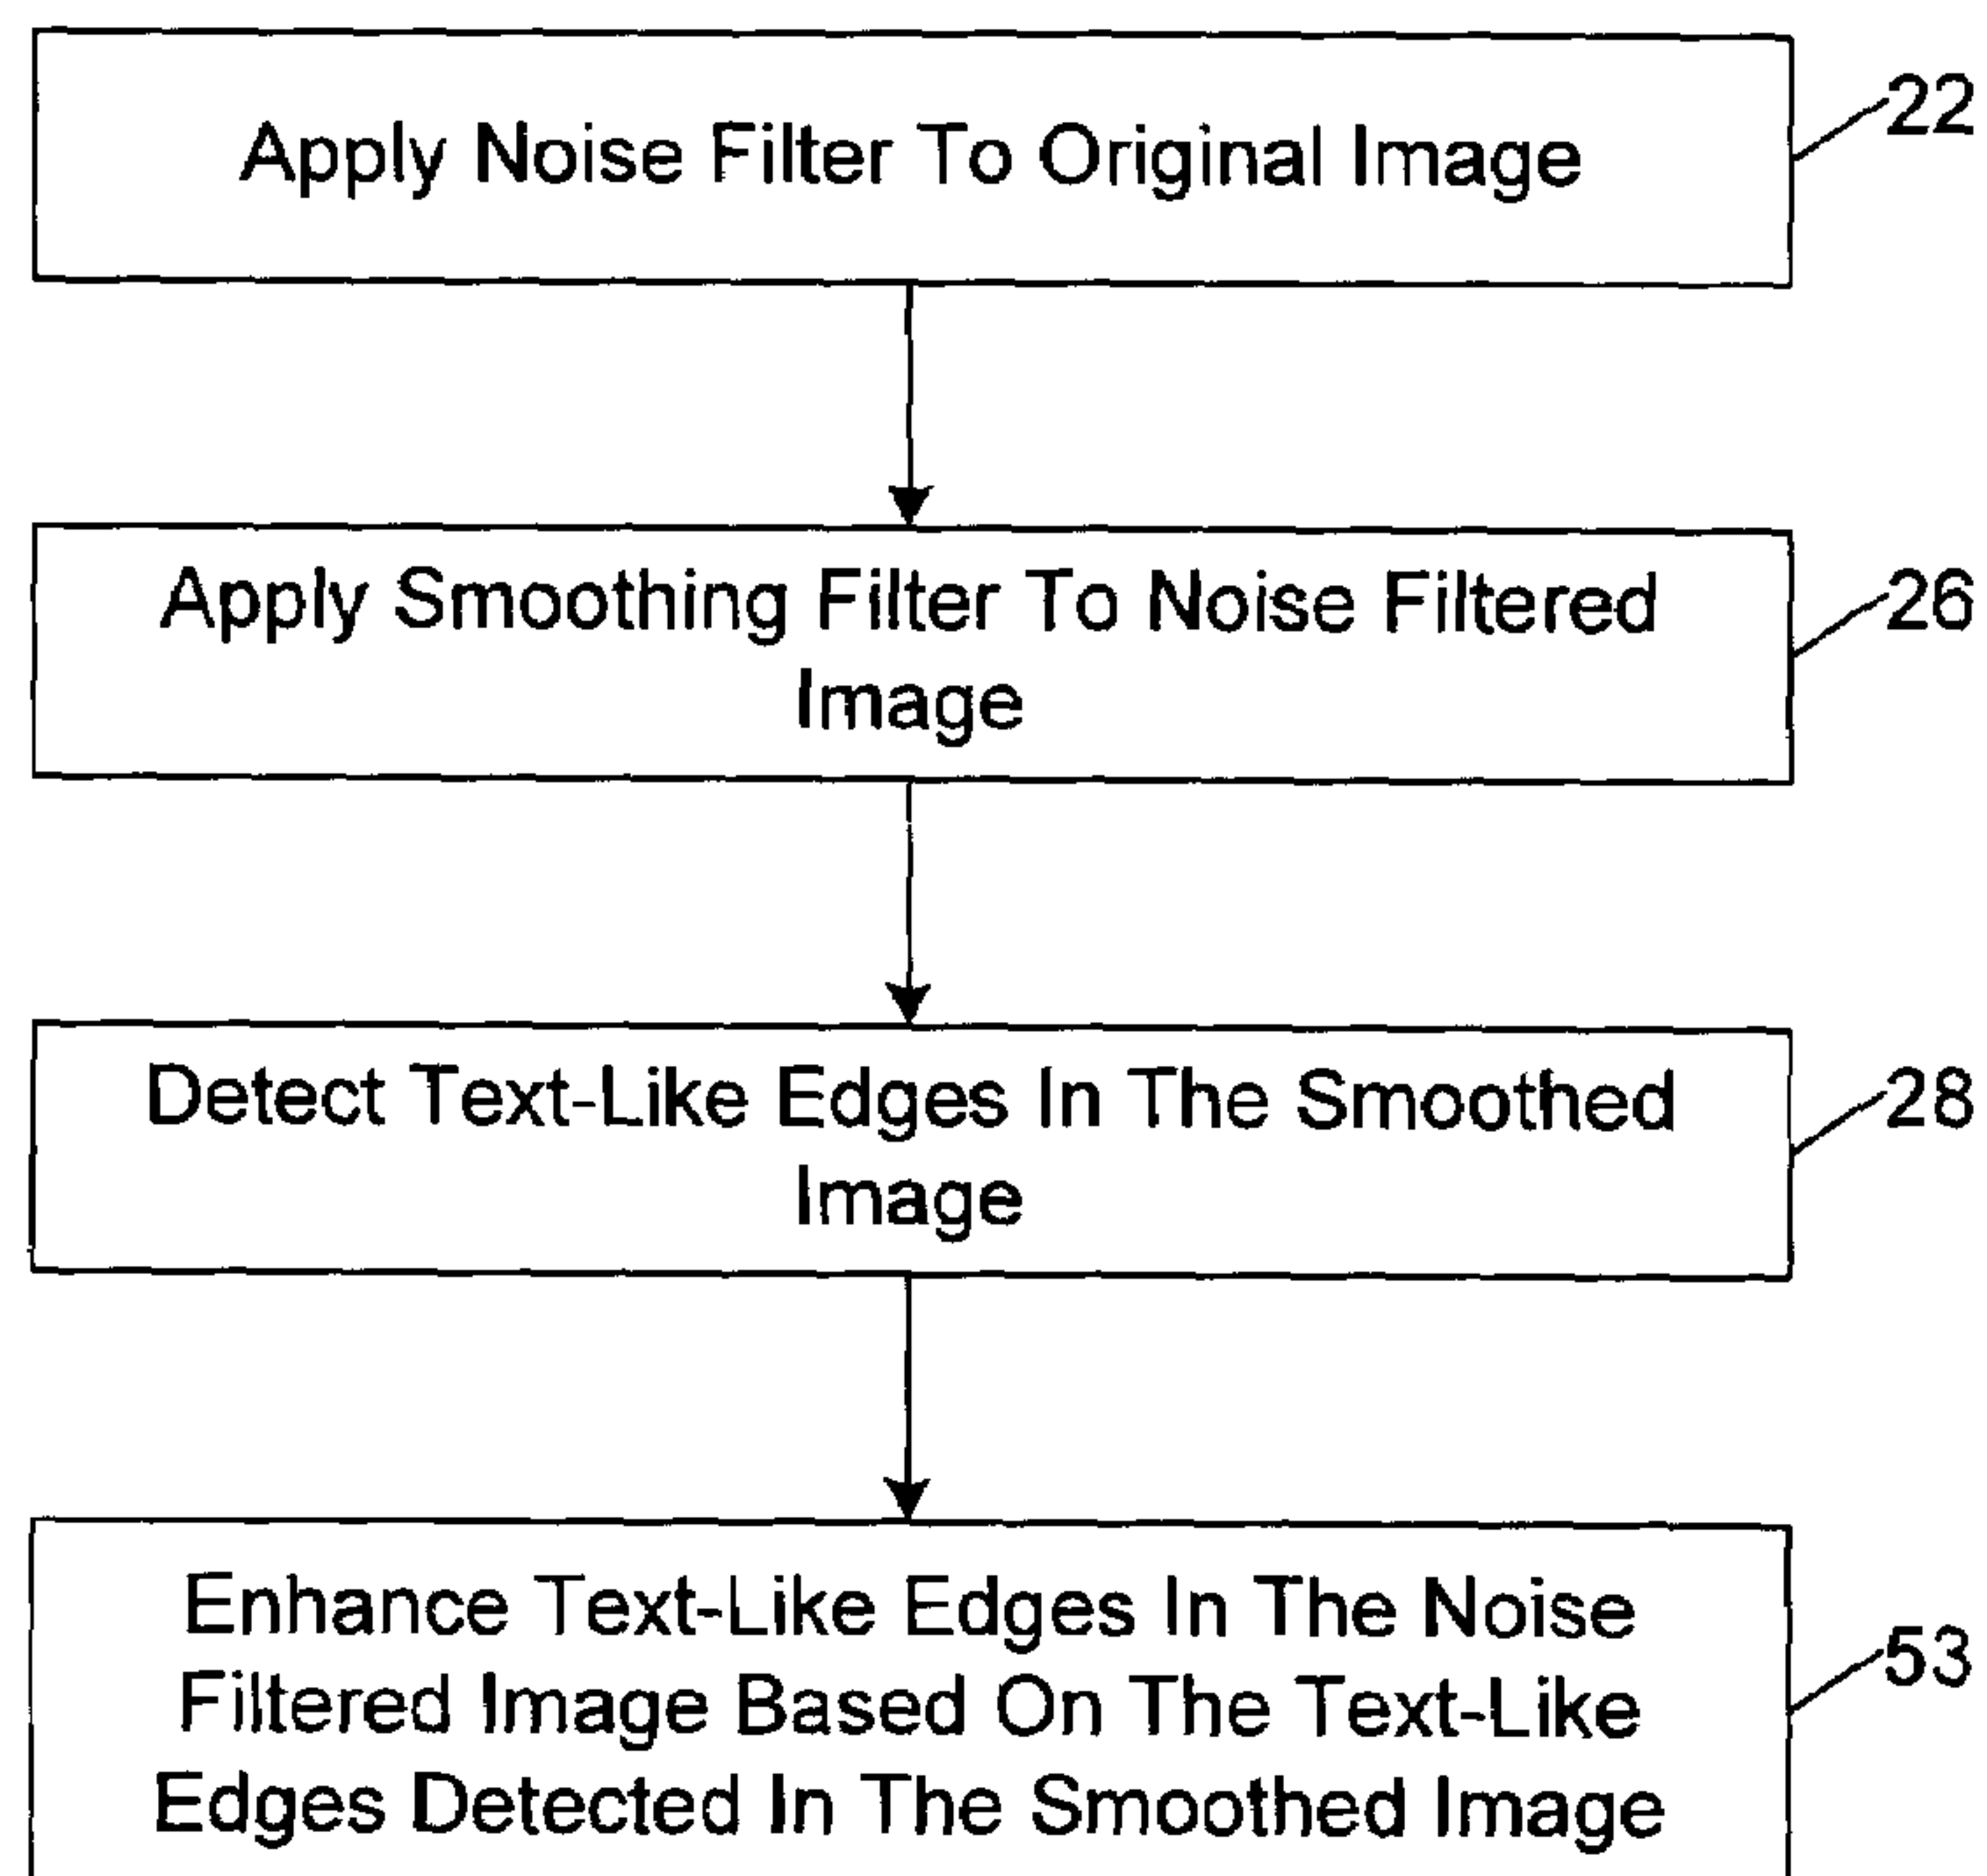 Apply Noise Filter To Original Image
22
Apply Smoothing Filter To Noise Filtered
Image
26
Detect Text-Like Edges In The Smoothed
Image
28
Enhance Text-Like Edges In The Noise
Filtered Image Based On The Text-Like
Edges Detected In The Smoothed Image
53